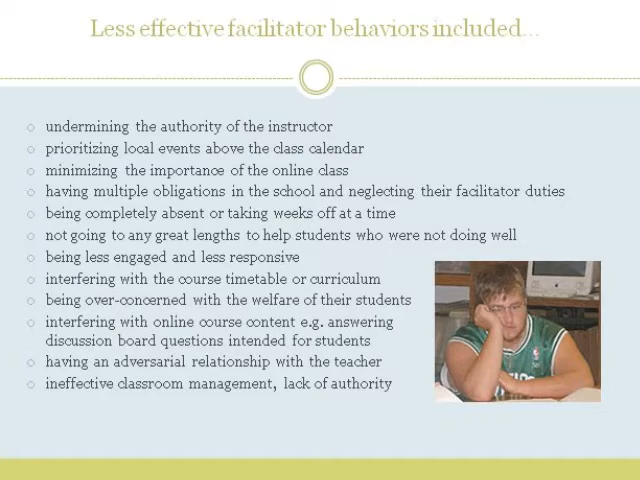 Less effective facilitator behaviors included...
undermining the authority of the instructor
prioritizing local events above the class calendar
minimizing the importance of the online class
having multiple obligations in the school and neglecting their facilitator duties
being completely absent or taking weeks off at a time
not going to any great lengths to help students who were not doing well
being less engaged and less responsive
interfering with the course timetable or curriculum
being over-concerned with the welfare of their students
interfering with online course content e.g. answering
discussion board questions intended for students
having an adversarial relationship with the teacher
ineffective classroom management, lack of authority